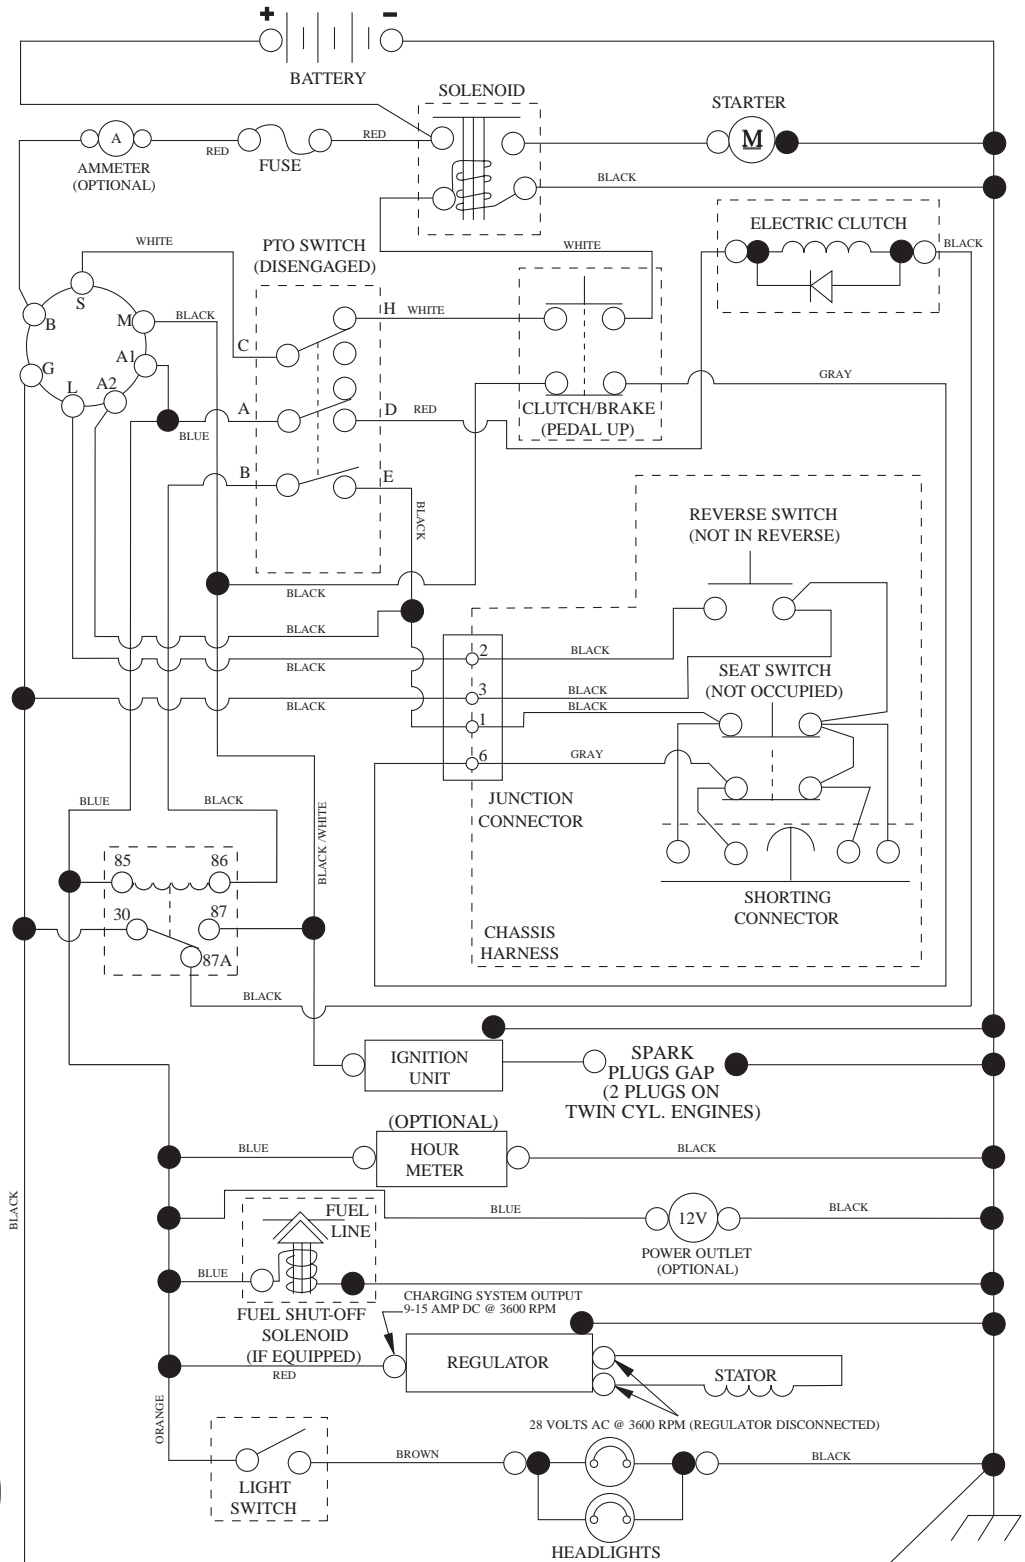 + −
BATTERY
SOLENOID
STARTER
A
RED
FUSE
RED
M
AMMETER
(OPTIONAL)
BLACK
ELECTRIC CLUTCH
BLACK
WHITE
PTO SWITCH
(DISENGAGED)
WHITE
S
B
M
BLACK
H
WHITE
C
A1
G
A2
L
GRAY
A
D
RED
CLUTCH/BRAKE
(PEDAL UP)
BLUE
B
E
BLACK
REVERSE SWITCH
(NOT IN REVERSE)
BLACK
BLACK
2
BLACK
BLACK
SEAT SWITCH
(NOT OCCUPIED)
3
BLACK
BLACK
BLACK
1
6
GRAY
JUNCTION
CONNECTOR
BLUE
BLACK
BLACK /WHITE
85
86
30
87
87A
SHORTING
CONNECTOR
CHASSIS
HARNESS
BLACK
IGNITION
UNIT
SPARK
PLUGS GAP
(2 PLUGS ON
TWIN CYL. ENGINES)
(OPTIONAL)
HOUR
METER
BLUE
BLACK
BLACK
FUEL
LINE
BLUE
12V
BLACK
POWER OUTLET
(OPTIONAL)
BLUE
CHARGING SYSTEM OUTPUT
9-15 AMP DC @ 3600 RPM
FUEL SHUT-OFF
SOLENOID
(IF EQUIPPED)
RED
REGULATOR
STATOR
28 VOLTS AC @ 3600 RPM (REGULATOR DISCONNECTED)
ORANGE
BROWN
BLACK
LIGHT
SWITCH
HEADLIGHTS